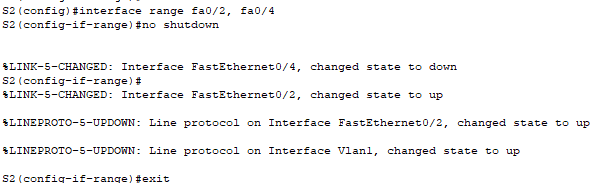 S2(config)#interface range fa0/2, fa0/4
S2(config-if-range)#no shutdown
%LINK-5-CHANGED: Interface FastEthernet0/4, changed state to down
S2(config-if-range)#
%LINK-5-CHANGED: Interface FastEthernet0/2, changed state to up
%LINEPROTO-5-UPDOWN: Line protocol on Interface FastEthernet0/2, changed state to up
%LINEPROTO-5-UPDOWN: Line protocol on Interface Vlan1, changed state to up
S2(config-if-range)#exit